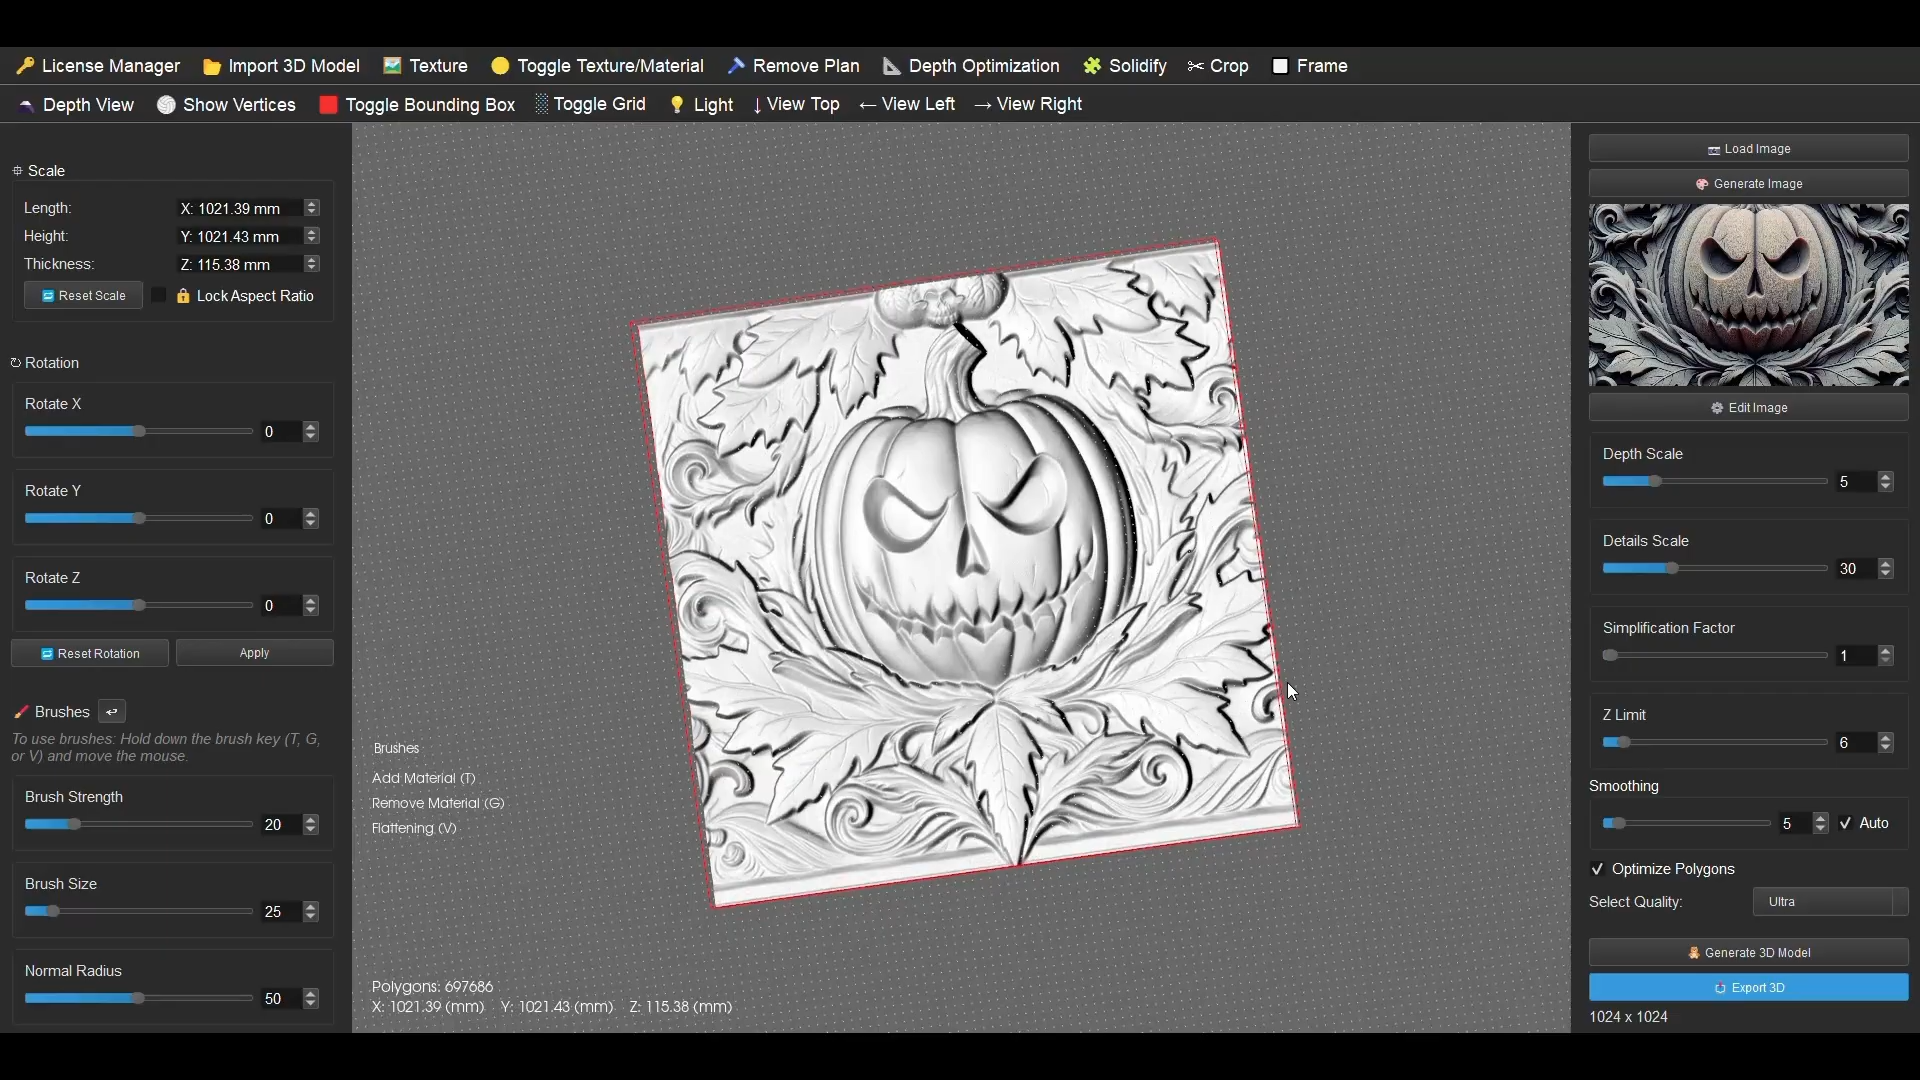 License Manager Import 3D Model Texture Toggle Texture/Material Remove Plan Depth Optimization Solidify Crop Frame
Depth View Show Vertices Toggle Bounding Box Toggle Grid Light View Top View Left View Right
Scale
Length: X: 1021.39 mm
Height: Y: 1021.43 mm
Thickness: Z: 115.38 mm
Reset Scale Lock Aspect Ratio
Rotation
Rotate X
0
Rotate Y
0
Rotate Z
0
Reset Rotation Apply
Brushes
To use brushes: Hold down the brush key (T, G,
or V) and move the mouse.
Brush Strength
20
Brush Size
25
Normal Radius
50
Brushes
Add Material (T)
Remove Material (G)
Flattening (V)
Polygons: 697686
X: 1021.39 (mm) Y: 1021.43 (mm) Z: 115.38 (mm)
Load Image
Generate Image
Edit Image
Depth Scale
5
Details Scale
30
Simplification Factor
1
Z Limit
6
Smoothing
5 Auto
Optimize Polygons
Select Quality: Ultra
Generate 3D Model
Export 3D
1024 x 1024